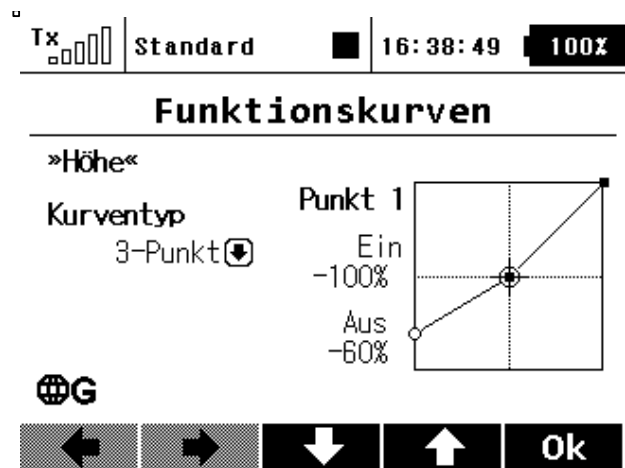 Tx Standard 16:38:49 100%
Funktionskurven
»Höhe«
Kurventyp
3-Punkt
Punkt 1
Ein
-100%
Aus
-60%
G
Ok